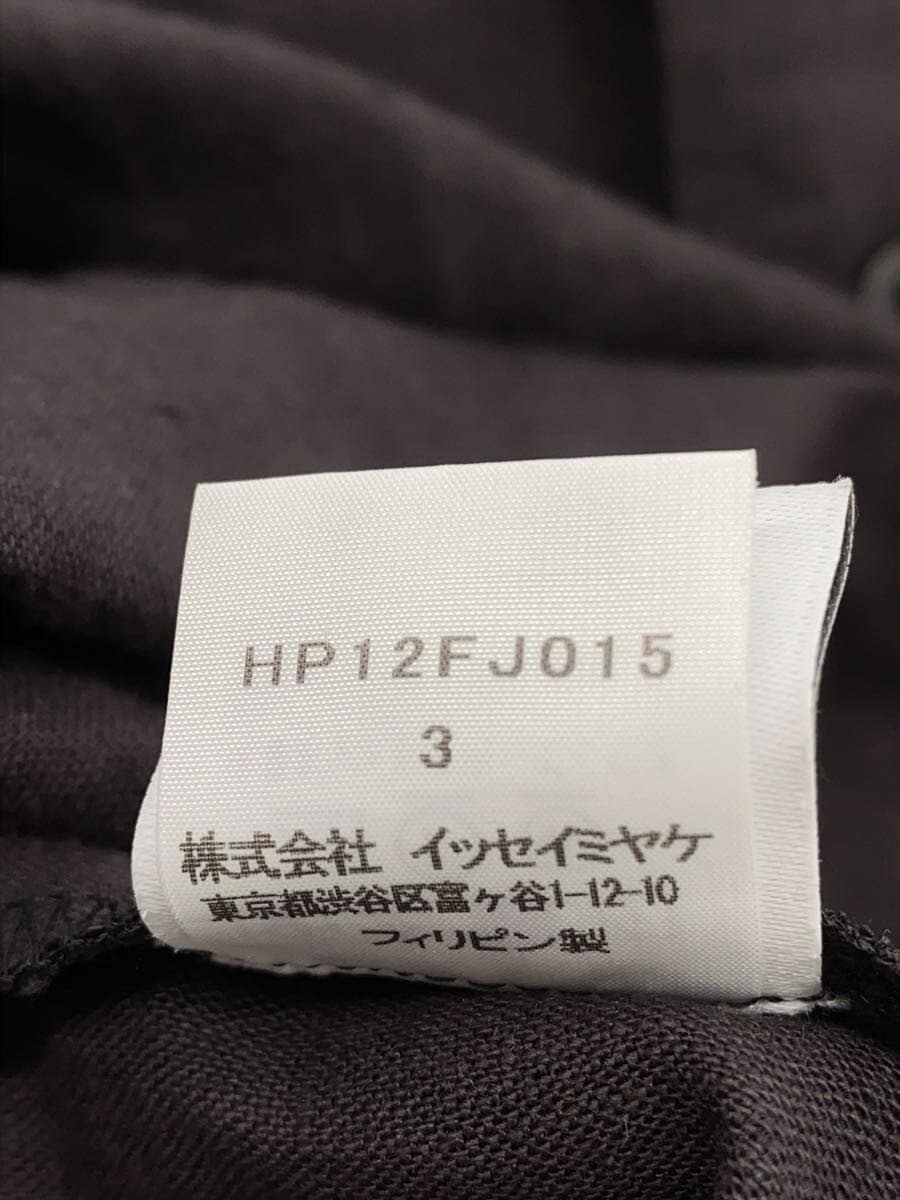 HP12FJ015
3
株式会社 イッセイミヤケ
東京都渋谷区富ヶ谷1-12-10
フィリピン製